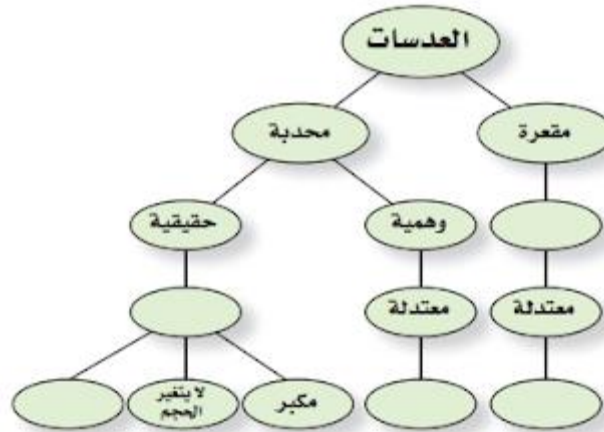 العدسات
مقعرة
محدبة
وهمية
حقيقية
معتدلة
معتدلة
مكبر
لا يتغير
الحجم